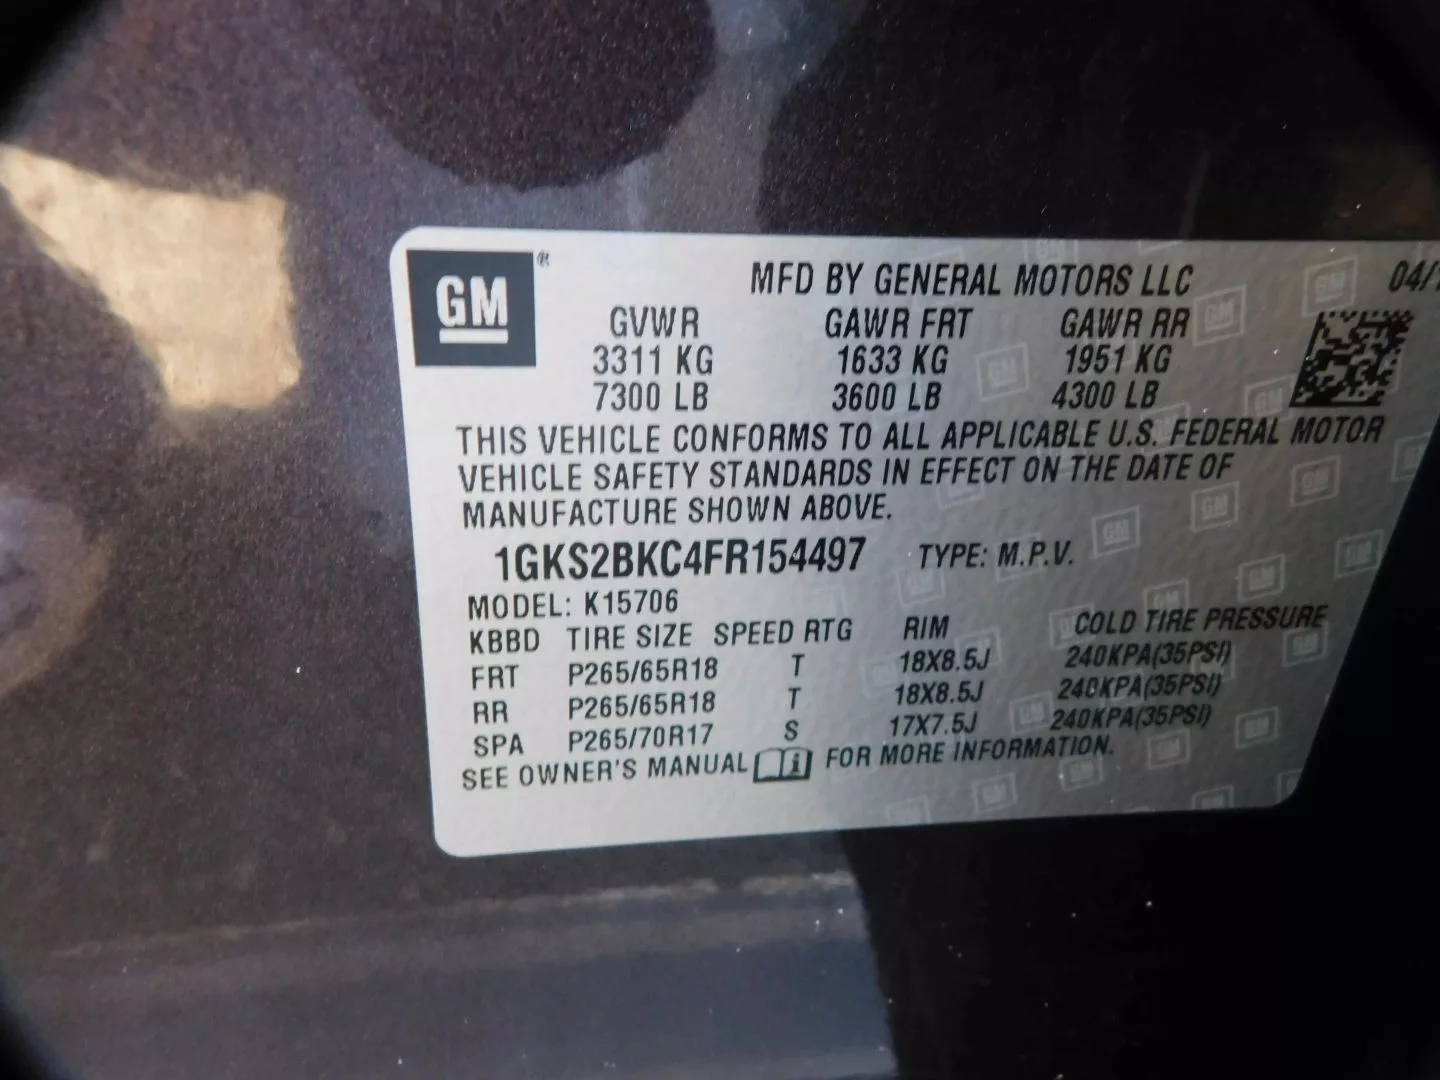 GM ®
MFD BY GENERAL MOTORS LLC 04/
GVWR GAWR FRT GAWR RR
3311 KG 1633 KG 1951 KG
7300 LB 3600 LB 4300 LB
THIS VEHICLE CONFORMS TO ALL APPLICABLE U.S. FEDERAL MOTOR
VEHICLE SAFETY STANDARDS IN EFFECT ON THE DATE OF
MANUFACTURE SHOWN ABOVE.
1GKS2BKC4FR154497 TYPE: M.P.V.
MODEL: K15706
KBBD TIRE SIZE SPEED RTG RIM COLD TIRE PRESSURE
FRT P265/65R18 T 18X8.5J 240KPA(35PSI)
RR P265/65R18 T 18X8.5J 240KPA(35PSI)
SPA P265/70R17 S 17X7.5J 240KPA(35PSI)
SEE OWNER'S MANUAL i FOR MORE INFORMATION.